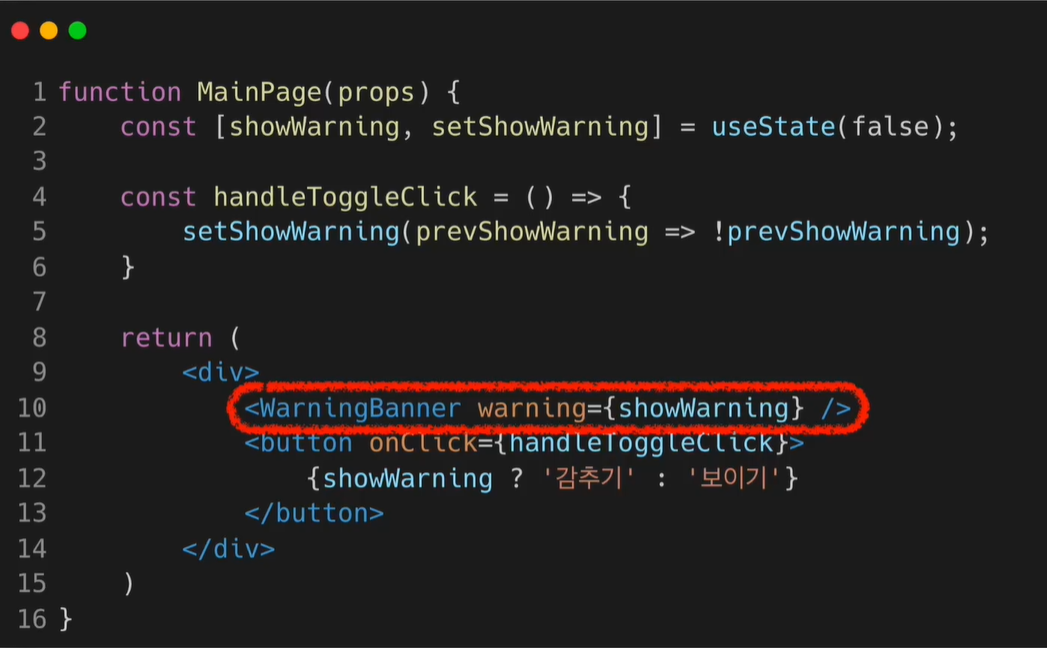 1 function MainPage(props) {
2 const [showWarning, setShowWarning] = useState(false);
3
4 const handleToggleClick = () => {
5 setShowWarning(prevShowWarning => !prevShowWarning);
6 }
7
8 return (
9 <div>
10 <WarningBanner warning={showWarning} />
11 <button onClick={handleToggleClick}>
12 {showWarning ? '감추기' : '보이기'}
13 </button>
14 </div>
15 )
16 }